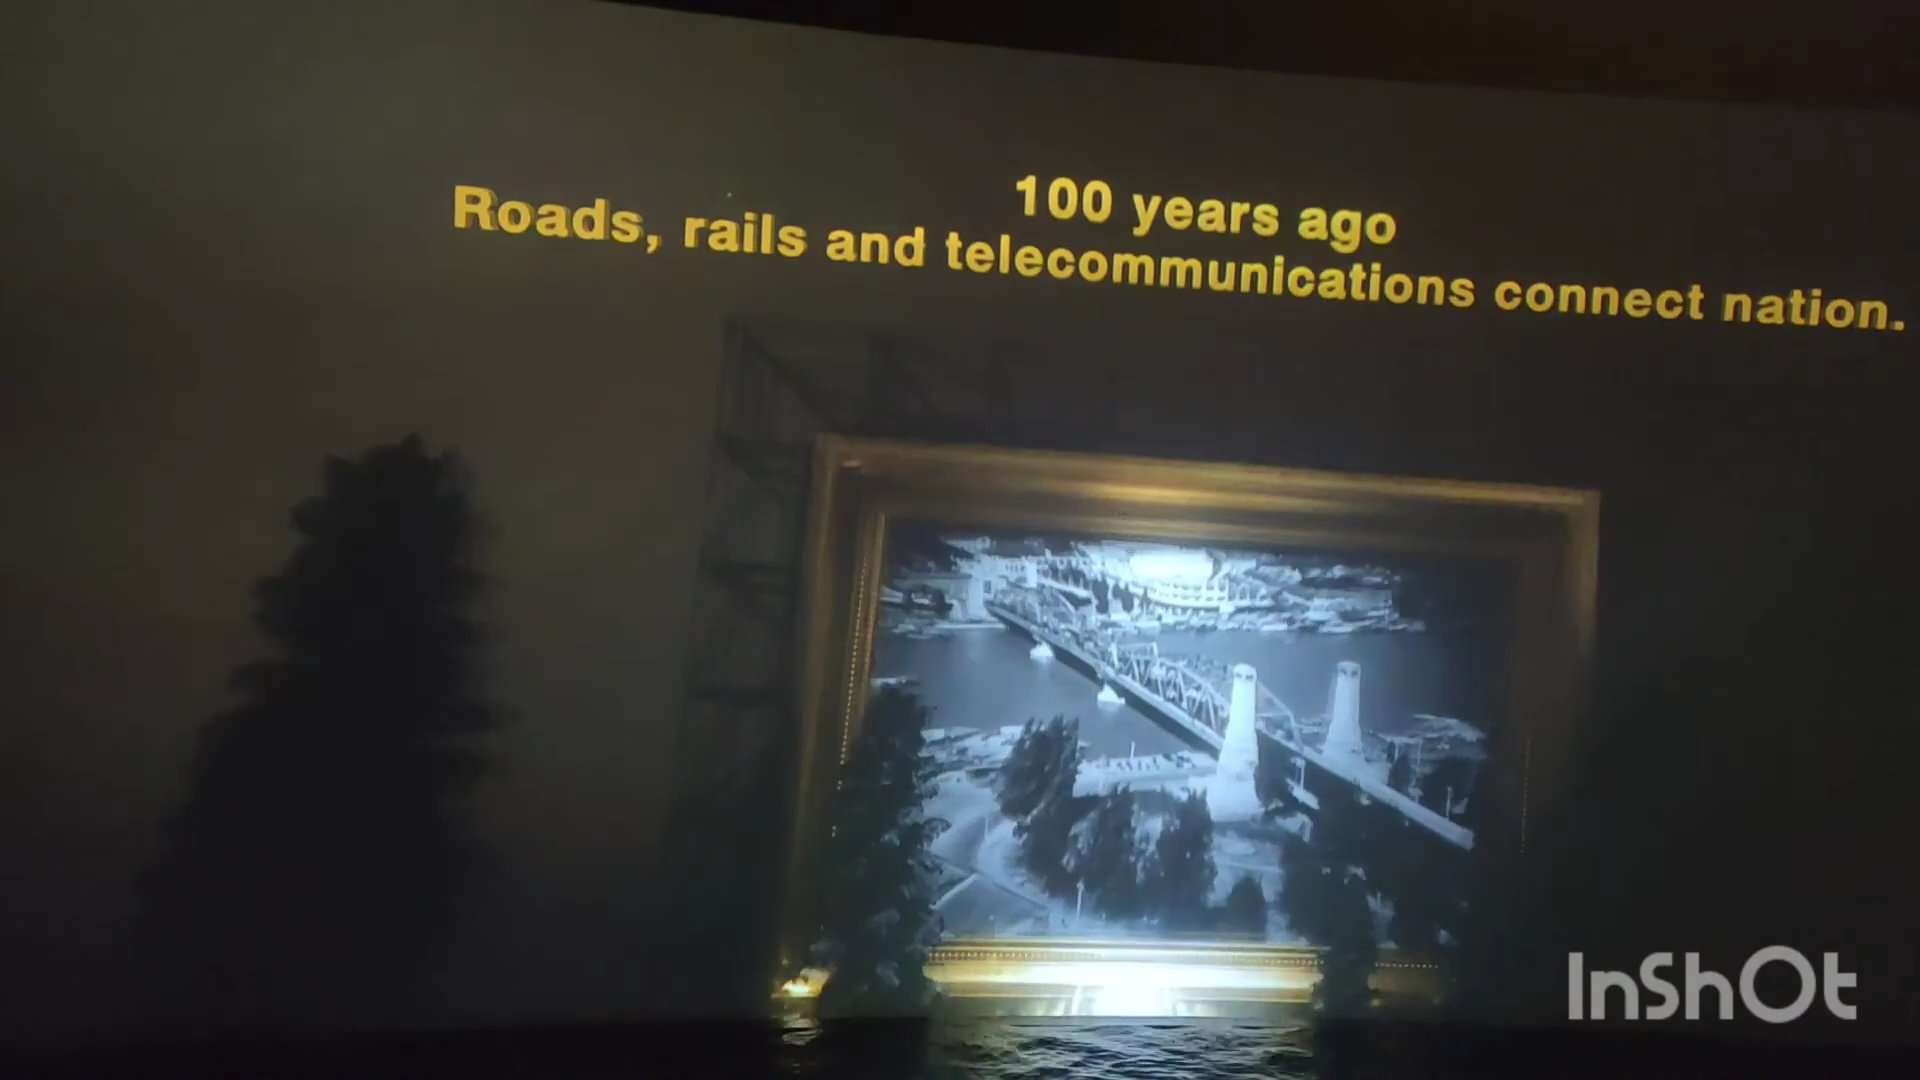 100 years ago
Roads, rails and telecommunications connect nation.
InShOt